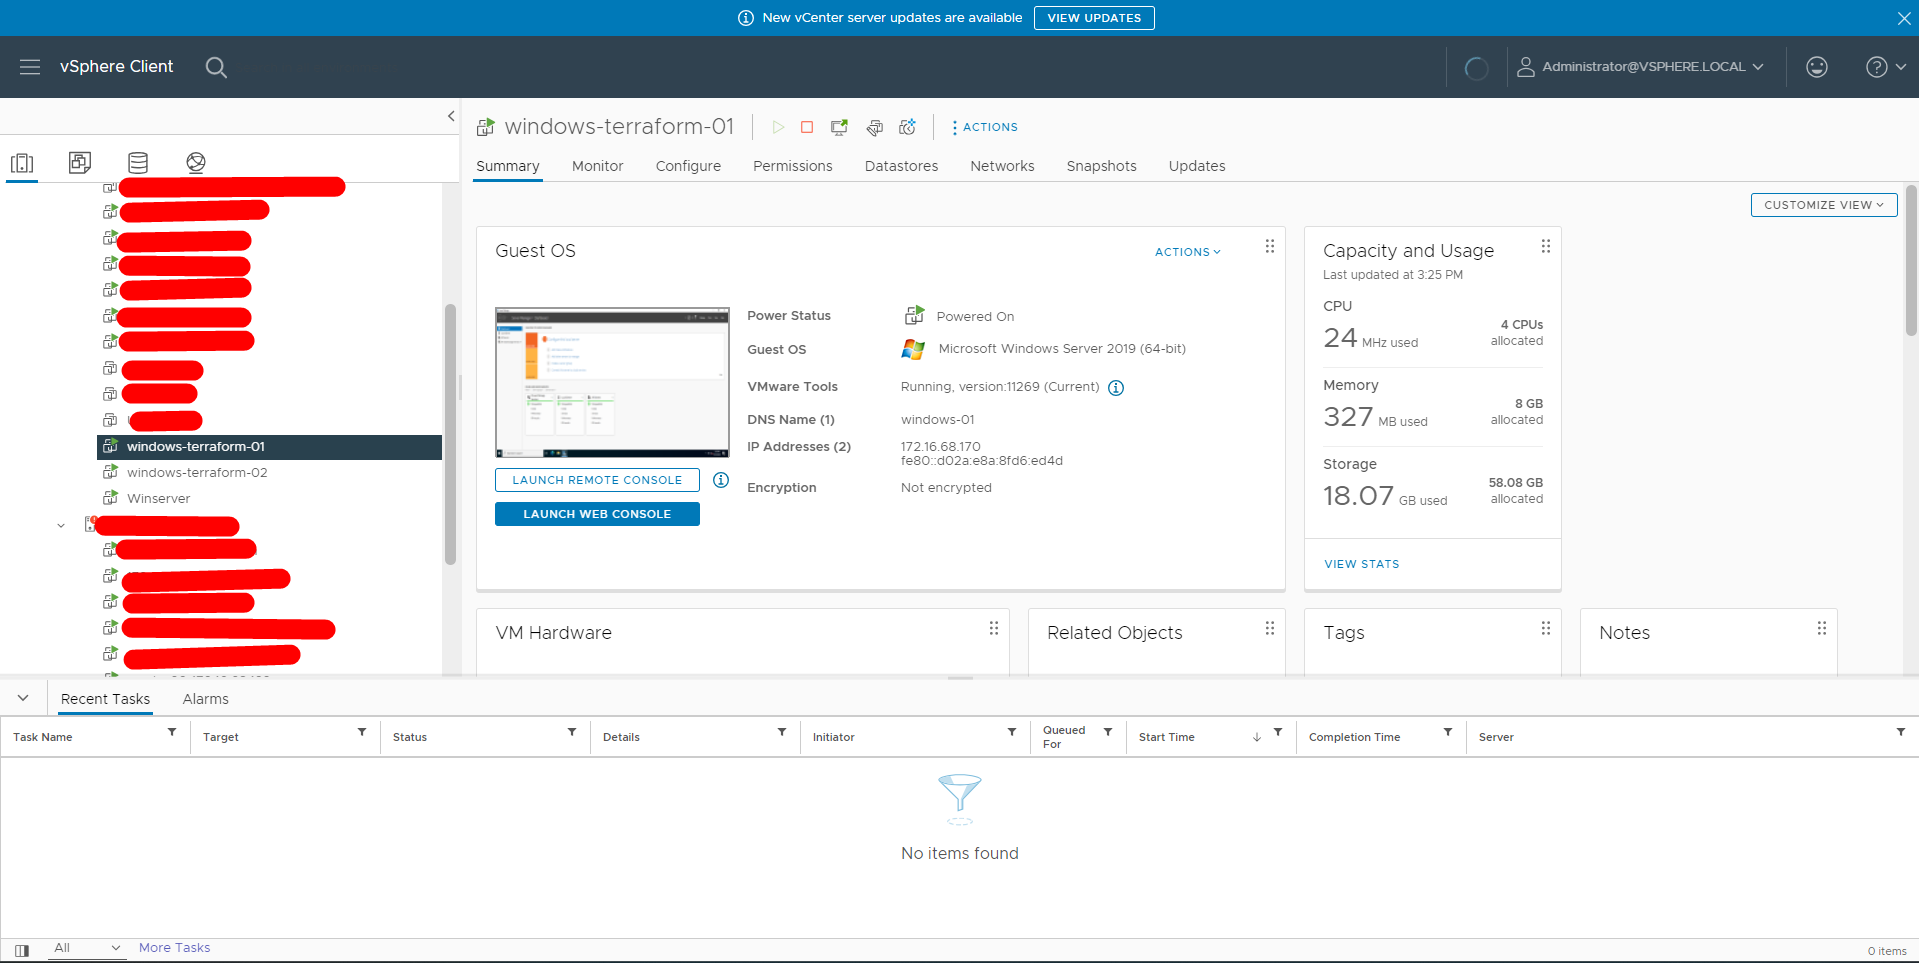 New vCenter server updates are available VIEW UPDATES
vSphere Client
Administrator@VSPHERE.LOCAL
windows-terraform-01
ACTIONS
Summary Monitor Configure Permissions Datastores Networks Snapshots Updates
CUSTOMIZE VIEW
windows-terraform-01
windows-terraform-02
Winserver
Guest OS
ACTIONS
Power Status Powered On
Guest OS Microsoft Windows Server 2019 (64-bit)
VMware Tools Running, version:11269 (Current)
DNS Name (1) windows-01
IP Addresses (2) 172.16.68.170
fe80::d02a:e8a:8fd6:ed4d
Encryption Not encrypted
LAUNCH REMOTE CONSOLE
LAUNCH WEB CONSOLE
Capacity and Usage
Last updated at 3:25 PM
CPU
24 MHz used
4 CPUs
allocated
Memory
327 MB used
8 GB
allocated
Storage
18.07 GB used
58.08 GB
allocated
VIEW STATS
VM Hardware
Related Objects
Tags
Notes
Recent Tasks Alarms
Task Name Target Status Details Initiator Queued For Start Time Completion Time Server
No items found
All More Tasks
0 items